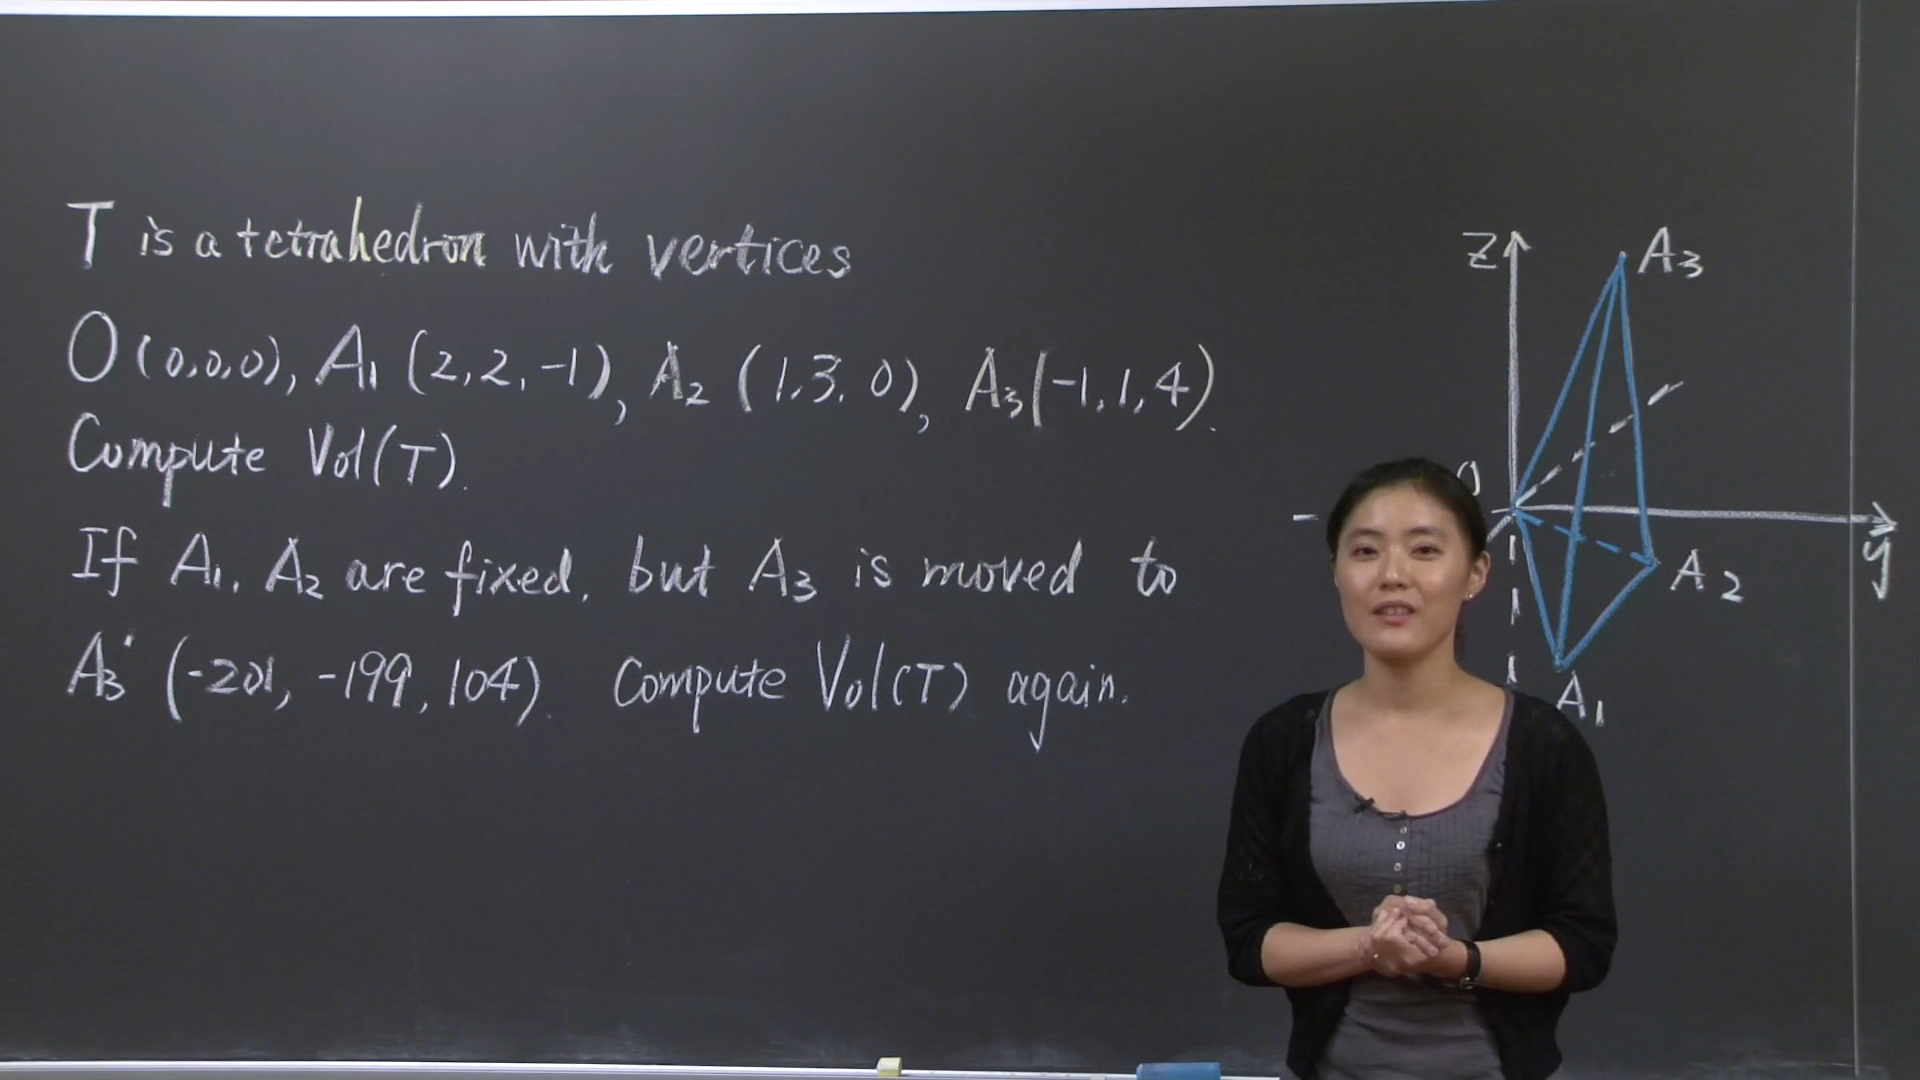 T is a tetrahedron with vertices
O(0,0,0), A₁(2,2,-1), A₂(1,3,0), A₃(-1,1,4).
Compute Vol(T).
If A₁, A₂ are fixed, but A₃ is moved to
A₃'(-201, -199, 104). Compute Vol(T) again.
Z
A₃
0
y
A₂
A₁